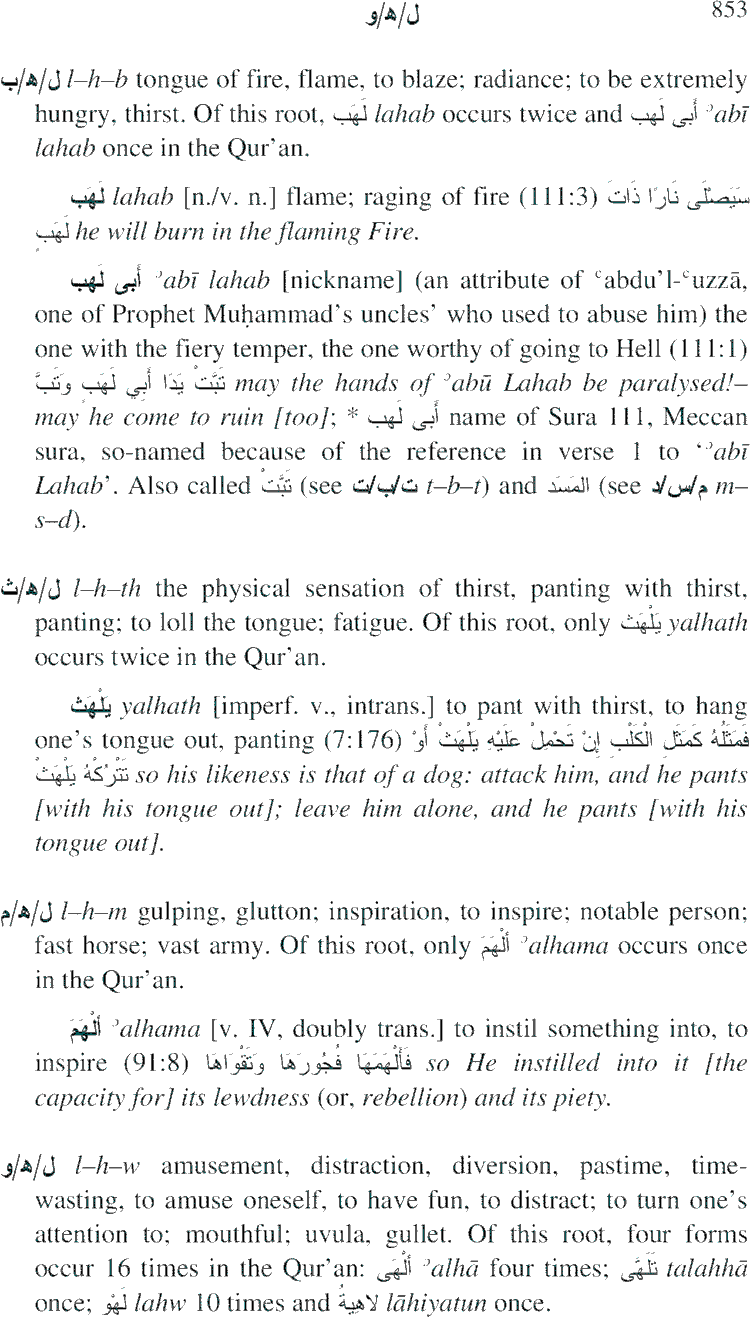 ل/ھ/و 853
ل/ھ/ب l–h–b tongue of fire, flame, to blaze; radiance; to be extremely
hungry, thirst. Of this root, لَهَب lahab occurs twice and أَبى لَهَب ʾabī
lahab once in the Qur'an.
لَهَب lahab [n./v. n.] flame; raging of fire (111:3) سَيَصْلَى نَارًا ذَاتَ
لَهَبٍ he will burn in the flaming Fire.
أَبى لَهب ʾabī lahab [nickname] (an attribute of ʿabdu'l-ʿuzzā,
one of Prophet Muḥammad's uncles' who used to abuse him) the
one with the fiery temper, the one worthy of going to Hell (111:1)
تَبَّتْ يَدَا أَبِي لَهَبٍ وَتَبَّ may the hands of ʾabū Lahab be paralysed!–
may he come to ruin [too]; * أَبى لَهب name of Sura 111, Meccan
sura, so-named because of the reference in verse 1 to ‘ʾabī
Lahab’. Also called تَبَّتْ (see ت/ب/ت t–b–t) and المَسَد (see م/س/د m–
s–d).
ل/ھ/ث l–h–th the physical sensation of thirst, panting with thirst,
panting; to loll the tongue; fatigue. Of this root, only يَلْهَث yalhath
occurs twice in the Qur'an.
يَلْهَث yalhath [imperf. v., intrans.] to pant with thirst, to hang
one's tongue out, panting (7:176) فَمَثَلُهُ كَمَثَلِ الْكَلْبِ إِنْ تَحْمِلْ عَلَيْهِ يَلْهَثْ أَوْ
تَتْرُكْهُ يَلْهَثْ so his likeness is that of a dog: attack him, and he pants
[with his tongue out]; leave him alone, and he pants [with his
tongue out].
ل/ھ/م l–h–m gulping, glutton; inspiration, to inspire; notable person;
fast horse; vast army. Of this root, only أَلْهَمَ ʾalhama occurs once
in the Qur'an.
أَلْهَمَ ʾalhama [v. IV, doubly trans.] to instil something into, to
inspire (91:8) فَأَلْهَمَهَا فُجُورَهَا وَتَقْوَاهَا so He instilled into it [the
capacity for] its lewdness (or, rebellion) and its piety.
ل/ھ/و l–h–w amusement, distraction, diversion, pastime, time-
wasting, to amuse oneself, to have fun, to distract; to turn one's
attention to; mouthful; uvula, gullet. Of this root, four forms
occur 16 times in the Qur'an: أَلْهَى ʾalhā four times; تَلَهَّى talahhā
once; لَهْو lahw 10 times and لاهِيةُ lāhiyatun once.